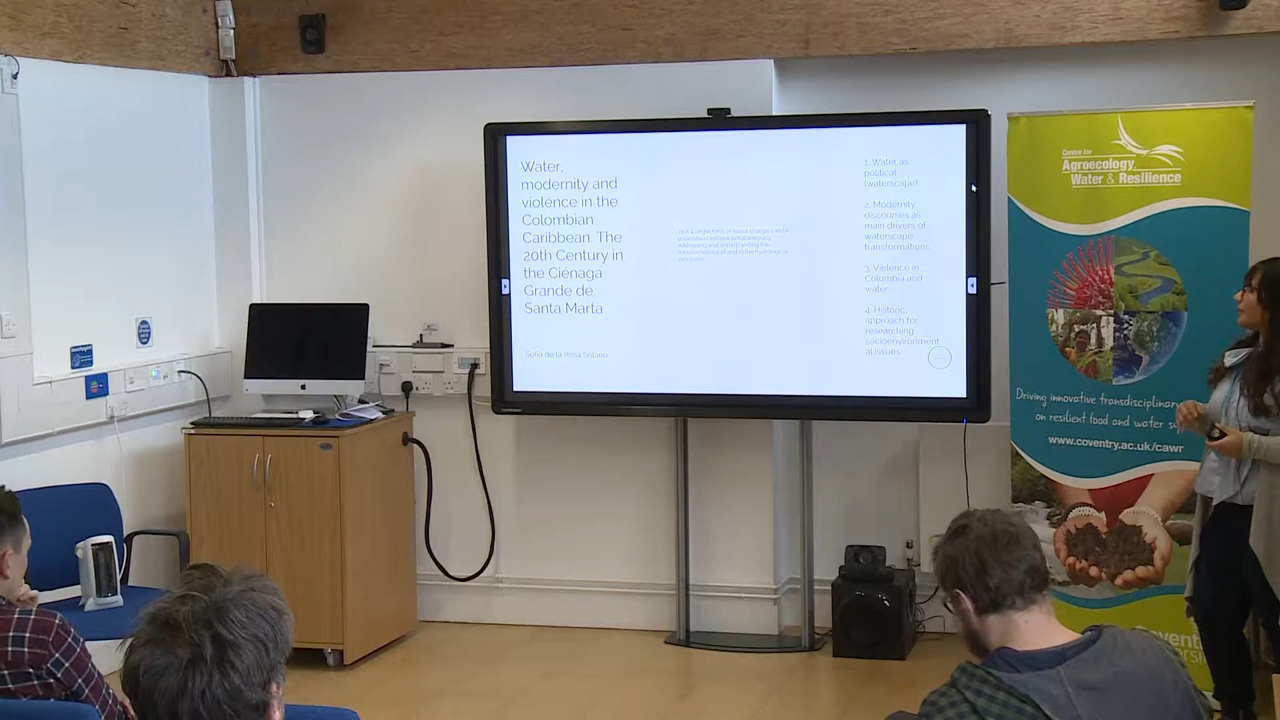 Water,
modernity and
violence in the
Colombian
Caribbean. The
20th Century in
the Ciénaga
Grande de
Santa Marta
Sofía de la Rosa Solano
1. Water as
political
(waterscape)
2. Modernity
discourses as
main drivers of
waterscape
transformations
3. Violence in
Colombia and
water
4. Historic
approach for
researching
socioenvironment
al issues
Centre for
Agroecology,
Water & Resilience
Driving innovative transdisciplinar
on resilient food and water
www.coventry.ac.uk/cawr